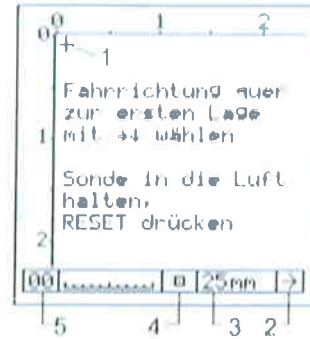 0 1 2
0
+ 1
Fahrrichtung quer
zur ersten Lage
1 mit →↓ wählen
Sonde in die Luft
halten,
RESET drücken
2
00 25mm →
5 4 3 2